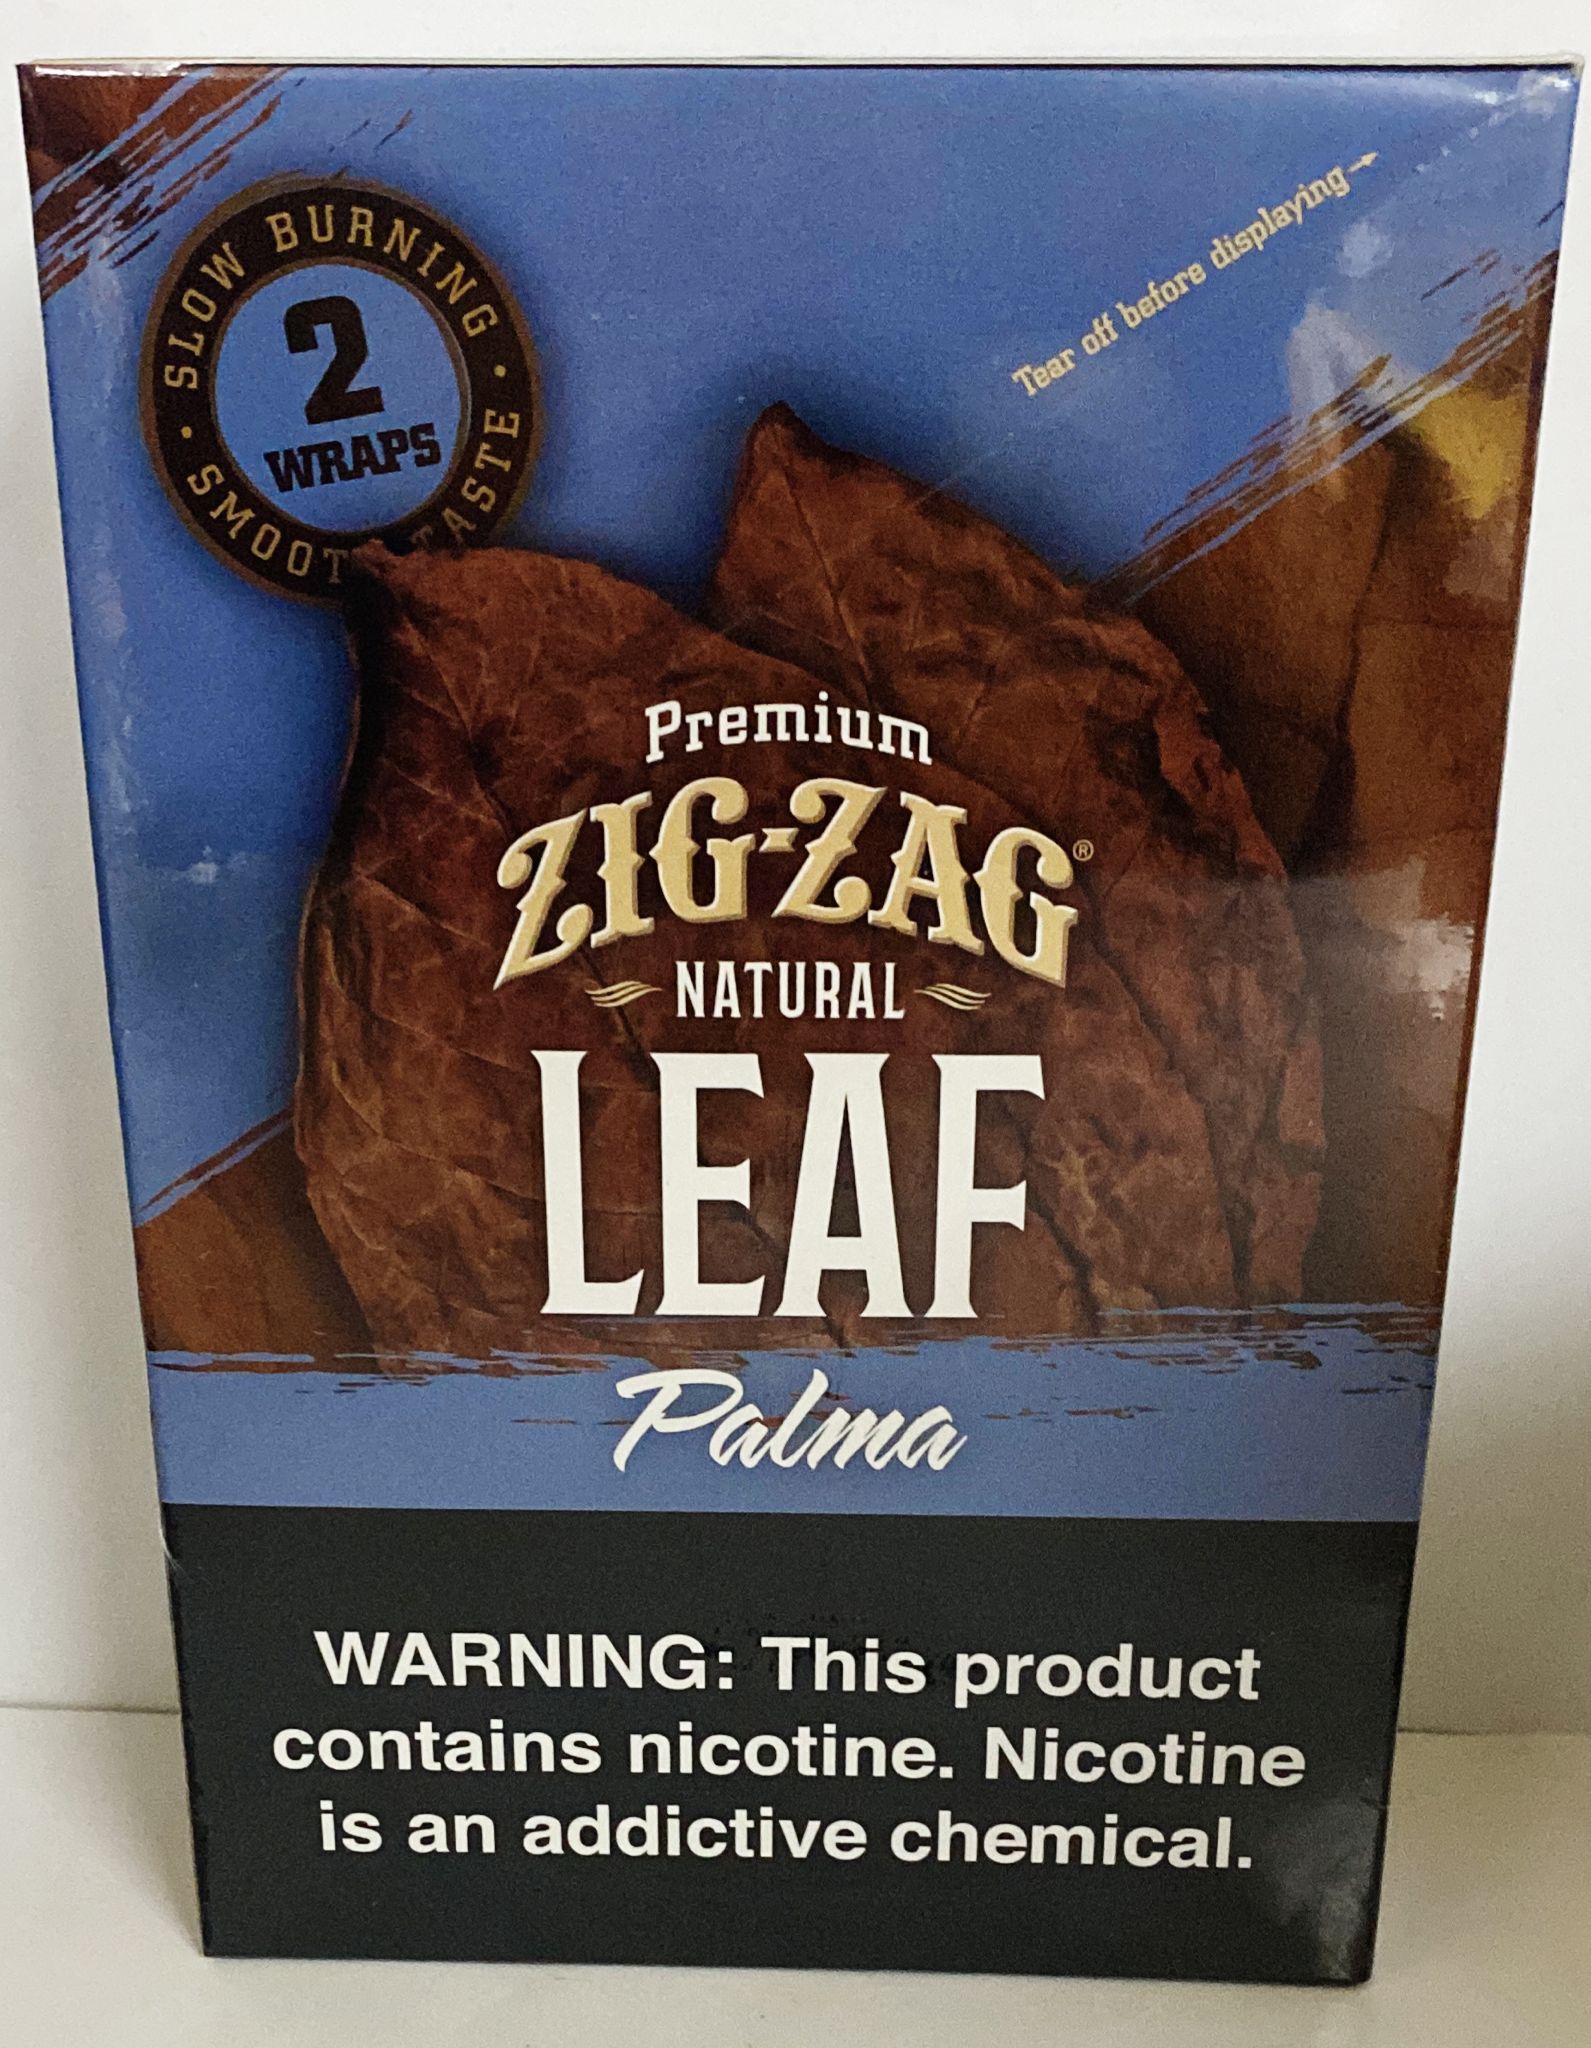 • SLOW BURNING •
2
WRAPS
SMOOT TASTE
Tear off before displaying→
Premium
ZIG-ZAG®
NATURAL
LEAF
Palma
WARNING: This product
contains nicotine. Nicotine
is an addictive chemical.